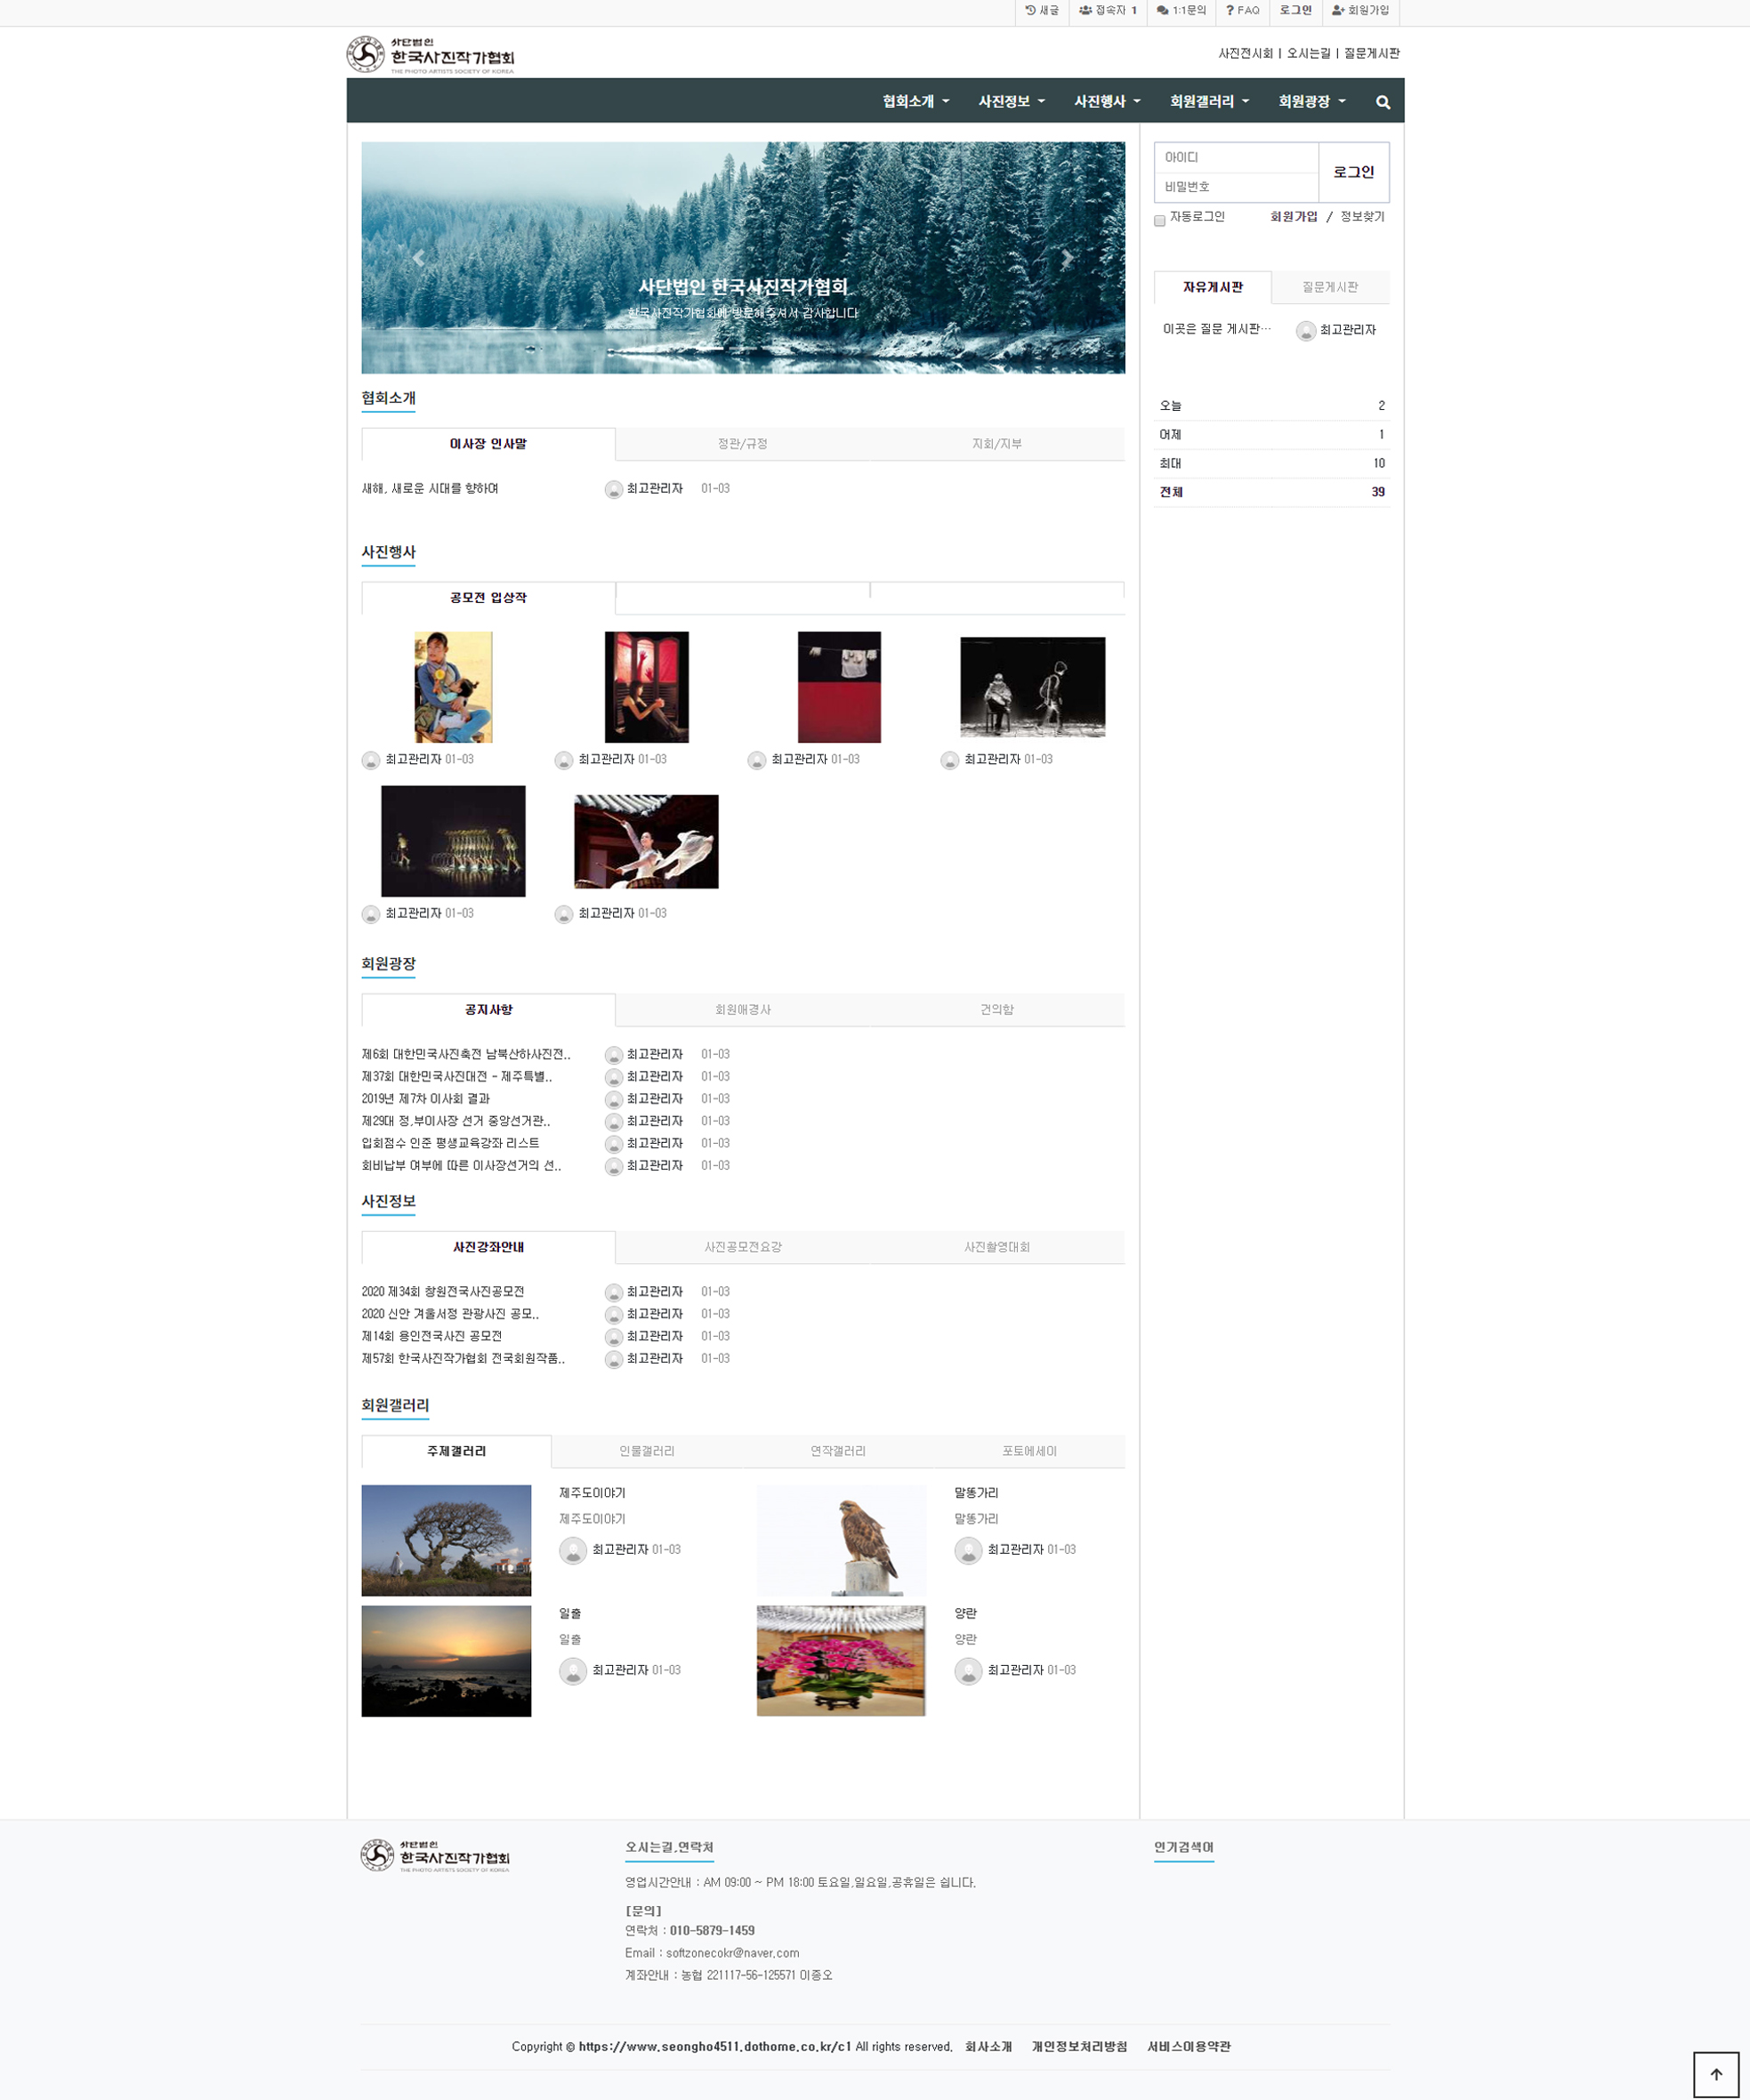 새글 접속자 1 1:1문의 FAQ 로그인 회원가입
사단법인
한국사진작가협회
THE PHOTO ARTISTS SOCIETY OF KOREA
사진전시회 | 오시는길 | 질문게시판
협회소개 사진정보 사진행사 회원갤러리 회원광장
사단법인 한국사진작가협회
한국사진작가협회에 방문해주셔서 감사합니다
아이디
비밀번호
로그인
자동로그인 회원가입 / 정보찾기
자유게시판 질문게시판
이곳은 질문 게시판… 최고관리자
오늘 2
어제 1
최대 10
전체 39
협회소개
이사장 인사말 정관/규정 지회/지부
새해, 새로운 시대를 향하여 최고관리자 01-03
사진행사
공모전 입상작
최고관리자 01-03 최고관리자 01-03 최고관리자 01-03 최고관리자 01-03
최고관리자 01-03 최고관리자 01-03
회원광장
공지사항 회원애경사 건의함
제6회 대한민국사진축전 남북산하사진전.. 최고관리자 01-03
제37회 대한민국사진대전 - 제주특별.. 최고관리자 01-03
2019년 제7차 이사회 결과 최고관리자 01-03
제29대 정,부이사장 선거 중앙선거관.. 최고관리자 01-03
입회점수 인준 평생교육강좌 리스트 최고관리자 01-03
회비납부 여부에 따른 이사장선거의 선.. 최고관리자 01-03
사진정보
사진강좌안내 사진공모전요강 사진촬영대회
2020 제34회 창원전국사진공모전 최고관리자 01-03
2020 신안 겨울서정 관광사진 공모.. 최고관리자 01-03
제14회 용인전국사진 공모전 최고관리자 01-03
제57회 한국사진작가협회 전국회원작품.. 최고관리자 01-03
회원갤러리
주제갤러리 인물갤러리 연작갤러리 포토에세이
제주도이야기
제주도이야기
최고관리자 01-03
말똥가리
말똥가리
최고관리자 01-03
일출
일출
최고관리자 01-03
양란
양란
최고관리자 01-03
사단법인
한국사진작가협회
THE PHOTO ARTISTS SOCIETY OF KOREA
오시는길,연락처
영업시간안내 : AM 09:00 ~ PM 18:00 토요일,일요일,공휴일은 쉽니다.
[문의]
연락처 : 010-5879-1459
Email : softzonecokr@naver.com
계좌안내 : 농협 221117-56-125571 이종오
인기검색어
Copyright © https://www.seongho4511.dothome.co.kr/c1 All rights reserved. 회사소개 개인정보처리방침 서비스이용약관